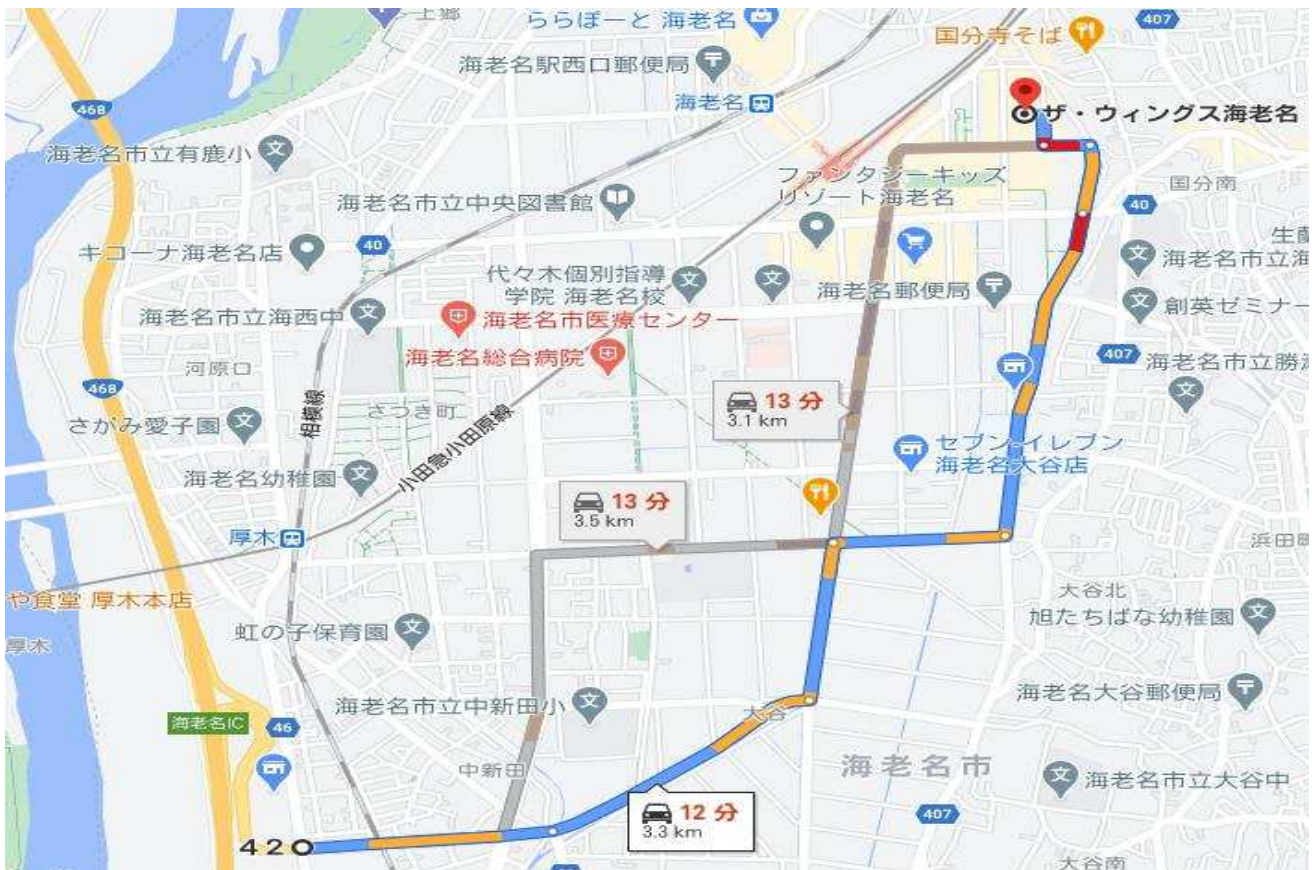 上郷
ららぽーと 海老名
407
国分寺そば
海老名駅西口郵便局
468
海老名
ザ・ウィングス海老名
海老名市立有鹿小
ファンタジーキッズ
リゾート海老名
国分南
海老名市立中央図書館
40
キコーナ海老名店
40
代々木個別指導
学院 海老名校
海老名市立海
海老名郵便局
海老名市立海西中
海老名市医療センター
創英ゼミナー
海老名総合病院
407
河原口
468
さつき町
13 分
3.1 km
さがみ愛子園
相模線
小田急小田原線
セブン-イレブン
海老名大谷店
海老名幼稚園
13 分
3.5 km
厚木
浜田町
や食堂 厚木本店
大谷北
旭たちばな幼稚園
虹の子保育園
厚木
海老名大谷郵便局
海老名市立中新田小
大谷
海老名IC
46
海老名市
中新田
海老名市立大谷中
12 分
3.3 km
407
420
大谷南